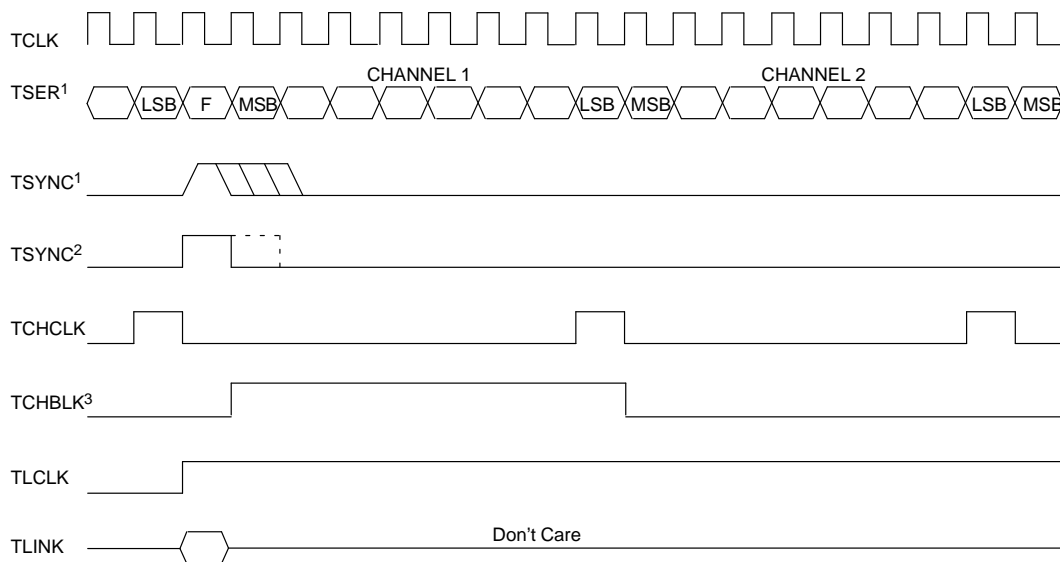 TCLK
CHANNEL 1 CHANNEL 2
TSER1 LSB F MSB LSB MSB LSB MSB
TSYNC1
TSYNC2
TCHCLK
TCHBLK3
TLCLK
Don't Care
TLINK